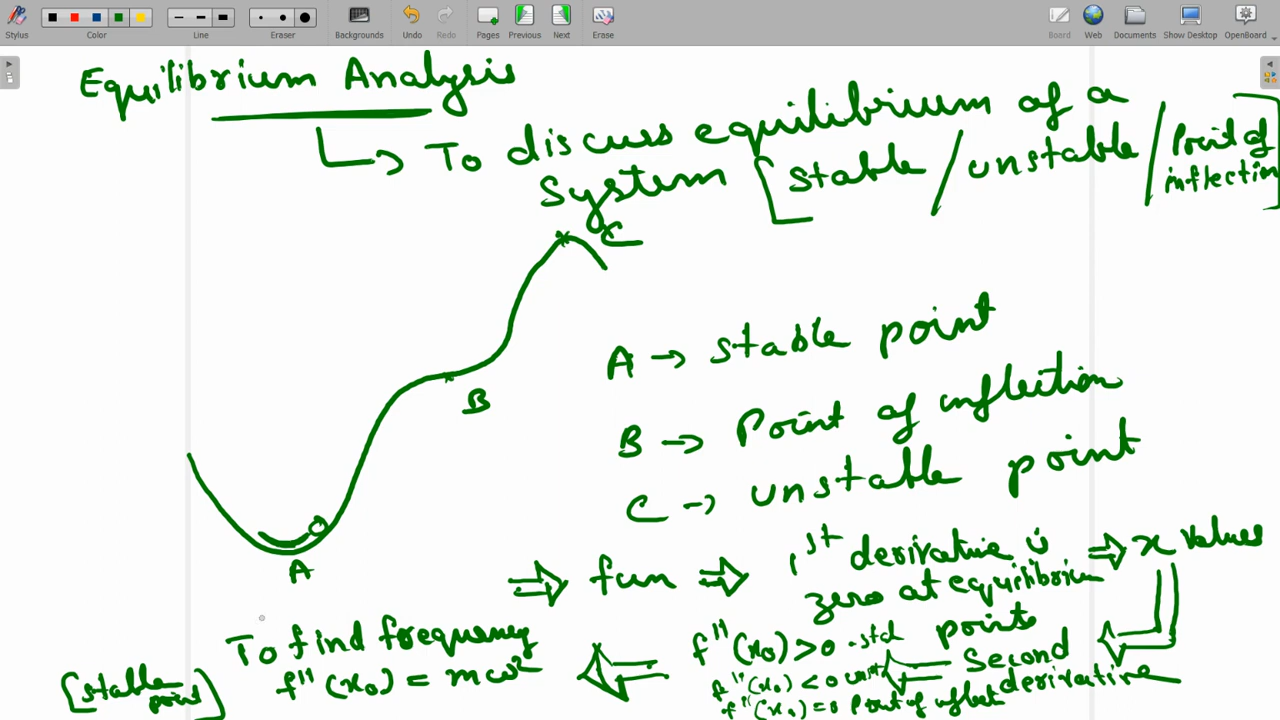 Stylus
Color
Line
Eraser
Backgrounds
Undo
Redo
Pages
Previous
Next
Erase
Board
Web
Documents
Show Desktop
OpenBoard
Equilibrium Analysis
To discuss equilibrium of a
system [stable / unstable / Point of inflection]
C
B
A
A → stable point
B → Point of inflection
C → unstable point
⇒ fun ⇒ 1st derivative is ⇒ x values
zero at equilibrium
points
Second
derivative
f''(x₀) > 0 · stal
f''(x₀) < 0 unst
f''(x₀) = 0 Point of inflect
To find frequency
f''(x₀) = mω²
[stable point]